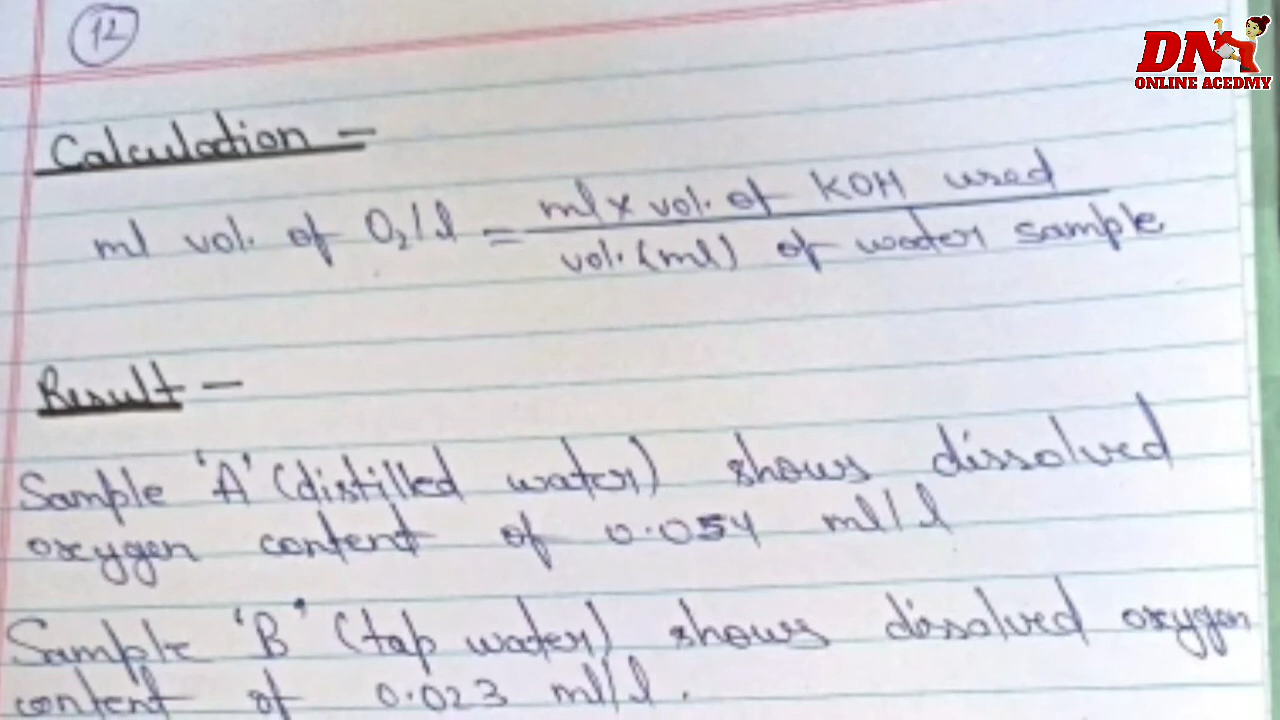 12
DN
ONLINE ACEDMY
Calculation -
ml vol. of O2/l = ml x vol. of KOH used
vol. (ml) of water sample
Result -
Sample 'A' (distilled water) shows dissolved
oxygen content of 0.054 ml/l
Sample 'B' (tap water) shows dissolved oxygen
content of 0.023 ml/l.